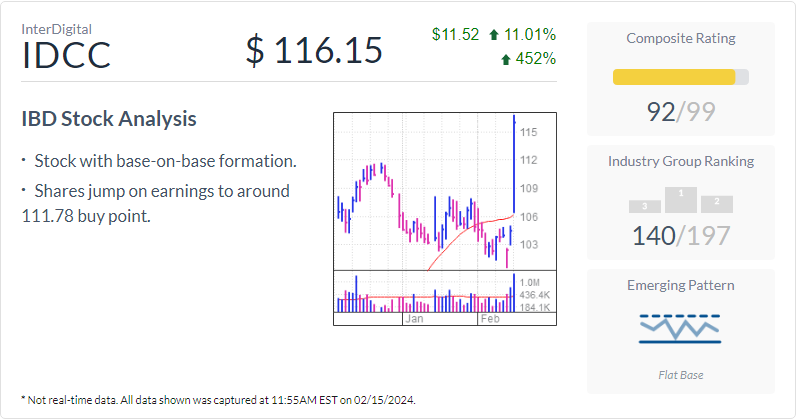 InterDigital
IDCC
$ 116.15
$11.52 11.01%
452%
IBD Stock Analysis
• Stock with base-on-base formation.
• Shares jump on earnings to around
111.78 buy point.
115
112
109
106
103
1.0M
436.4K
184.1K
Jan
Feb
Composite Rating
92/99
Industry Group Ranking
3
1
2
140/197
Emerging Pattern
Flat Base
* Not real-time data. All data shown was captured at 11:55AM EST on 02/15/2024.